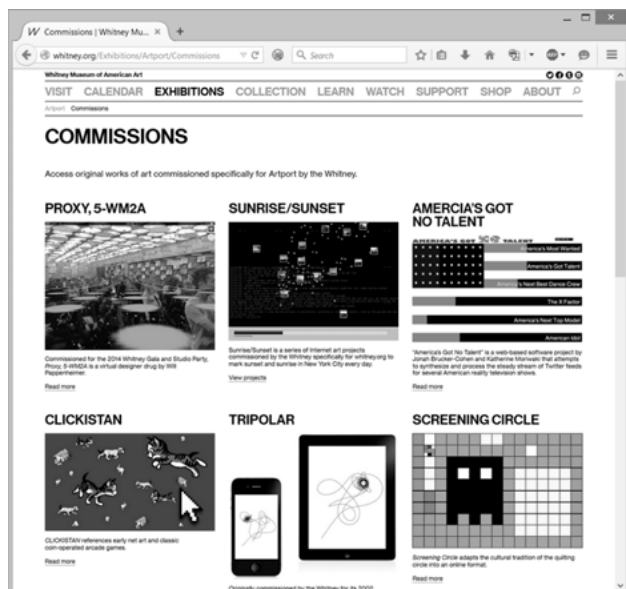 W Commissions | Whitney Mu... × +
whitney.org/Exhibitions/Artport/Commissions
Search
Whitney Museum of American Art
VISIT CALENDAR EXHIBITIONS COLLECTION LEARN WATCH SUPPORT SHOP ABOUT
Artport Commissions
COMMISSIONS
Access original works of art commissioned specifically for Artport by the Whitney.
PROXY, 5-WM2A
Commissioned for the 2014 Whitney Gala and Studio Party,
Proxy, 5-WM2A is a virtual designer drug by Will
Pappenheimer.
Read more
SUNRISE/SUNSET
Sunrise/Sunset is a series of Internet art projects
commissioned by the Whitney specifically for whitney.org to
mark sunset and sunrise in New York City every day.
View projects
AMERCIA'S GOT
NO TALENT
AMERICA'S GOT NO TALENT
America's Most Wanted
America's Got Talent
America's Next Best Dance Crew
The X Factor
America's Next Top Model
American Idol
"America's Got No Talent" is a web-based software project by
Jonah Brucker-Cohen and Katherine Moriwaki that attempts
to synthesize and process the steady stream of Twitter feeds
for several American reality television shows.
Read more
CLICKISTAN
CLICKISTAN references early net art and classic
coin-operated arcade games.
Read more
TRIPOLAR
Originally commissioned by the Whitney for its 2002
SCREENING CIRCLE
Screening Circle adapts the cultural tradition of the quilting
circle into an online format.
Read more